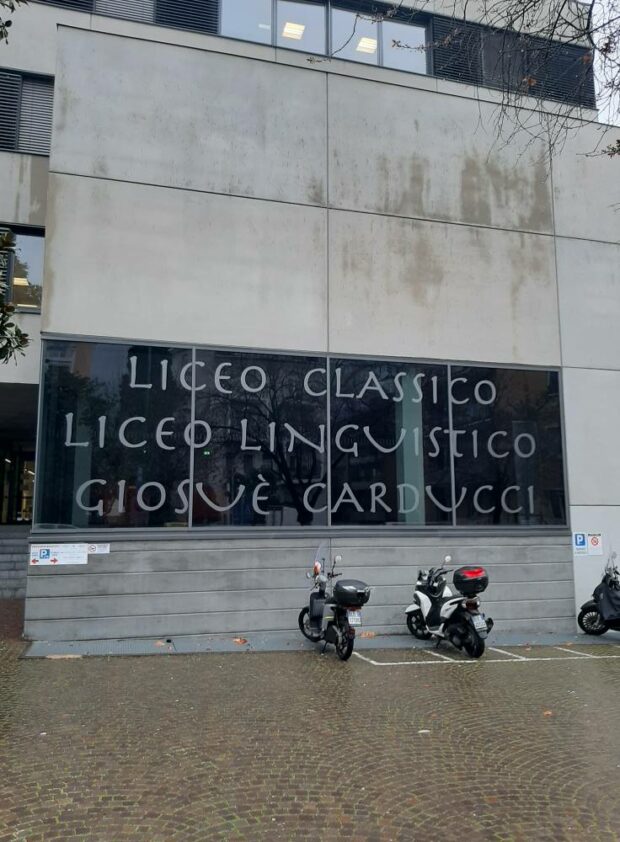 LICEO CLASSICO
LICEO LINGUISTICO
GIOSUÈ CARDUCCI
P
P